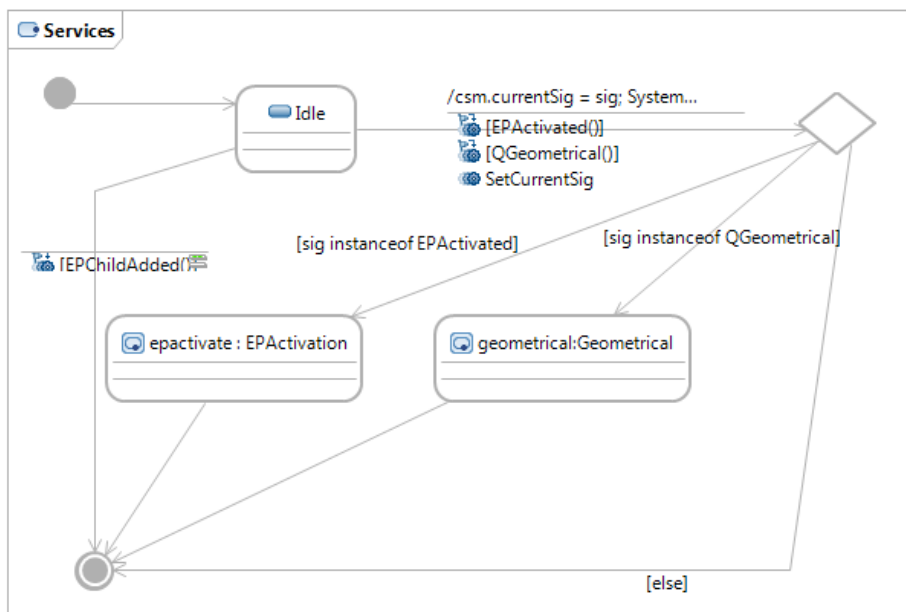 Services
Idle
/csm.currentSig = sig; System...
[EPActivated()]
[QGeometrical()]
SetCurrentSig
[sig instanceof EPActivated]
[sig instanceof QGeometrical]
[EPChildAdded()
epactivate : EPActivation
geometrical:Geometrical
[else]